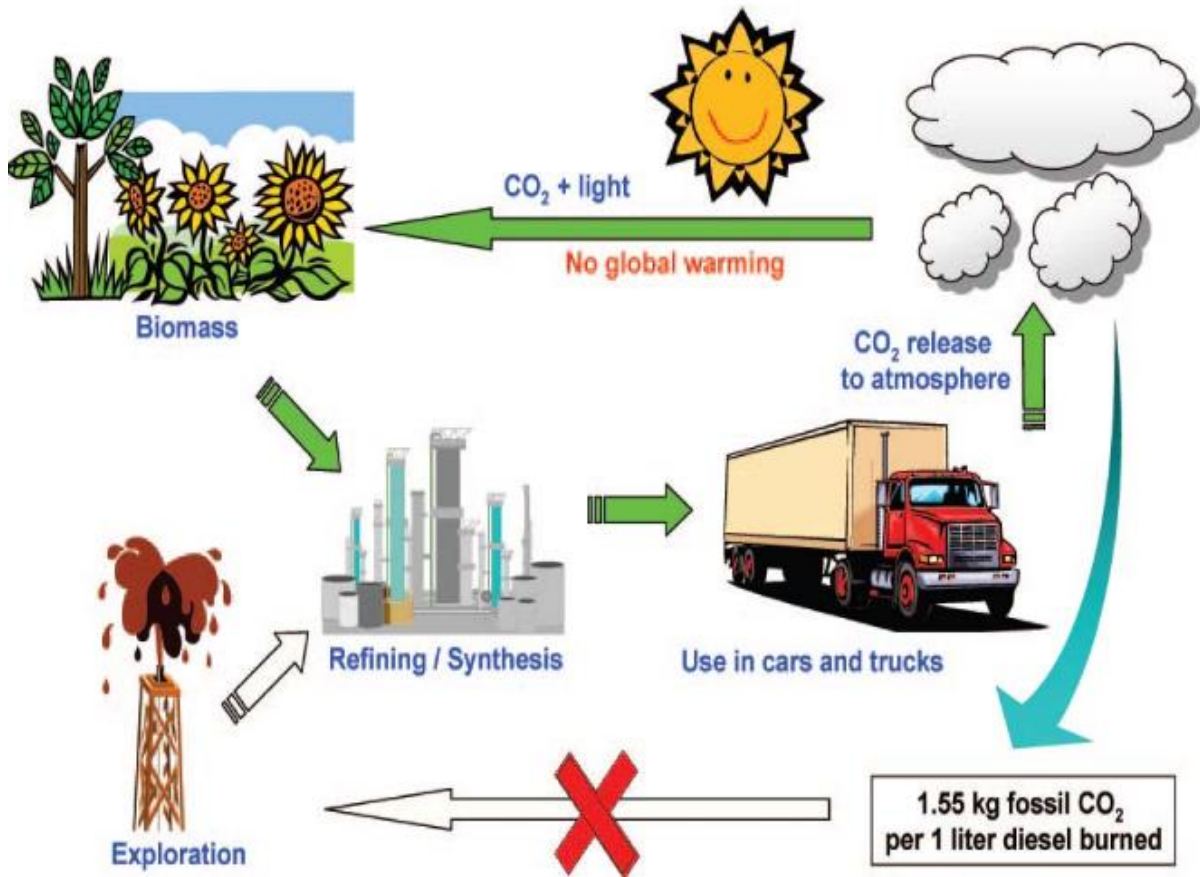 CO₂ + light
No global warming
Biomass
CO₂ release
to atmosphere
Refining / Synthesis
Use in cars and trucks
Exploration
1.55 kg fossil CO₂
per 1 liter diesel burned